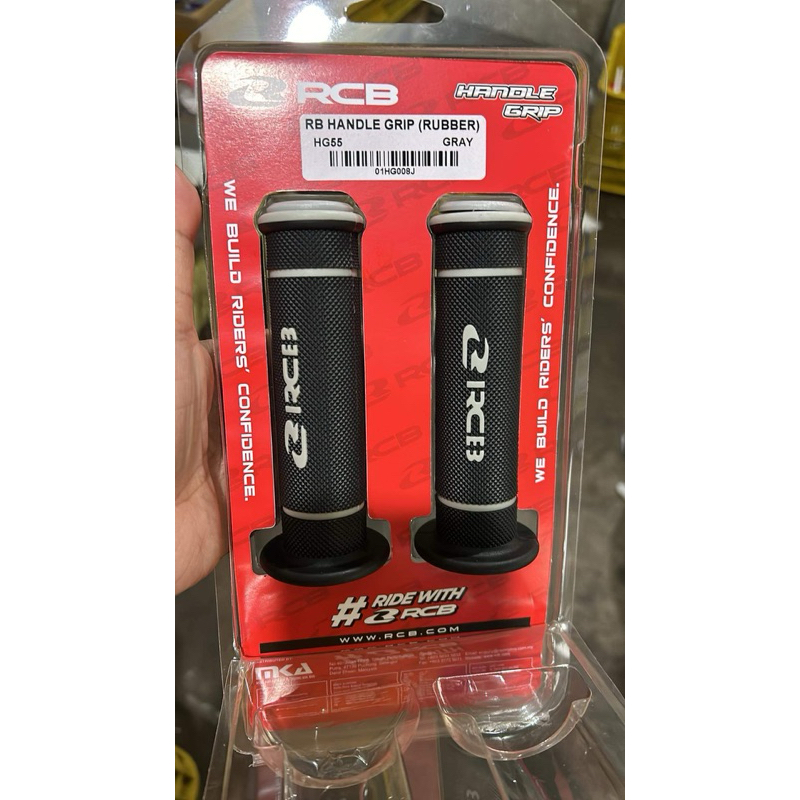 RCB
HANDLE
GRIP
RB HANDLE GRIP (RUBBER)
HG55 GRAY
01HG008J
WE BUILD RIDERS' CONFIDENCE.
WE BUILD RIDERS' CONFIDENCE.
RCB
RCB
# RIDE WITH
RCB
WWW.RCB.COM